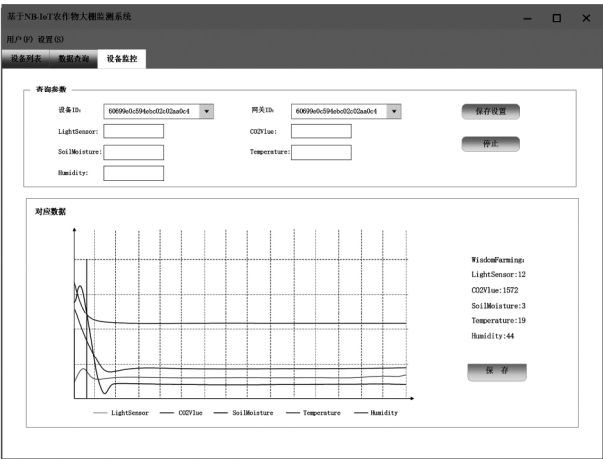 基于NB-IoT农作物大棚监测系统
用户(F) 设置(S)
设备列表 数据查询 设备监控
查询参数
设备ID: 60699e0c594ebc02c02aa0c4 网关ID: 60699e0c594ebc02c02aa0c4 保存设置
LightSensor: CO2Vlue:
SoilMoisture: Temperature: 停止
Humidity:
对应数据
WisdomFarming:
LightSensor:12
CO2Vlue:1572
SoilMoisture:3
Temperature:19
Humidity:44
保 存
LightSensor CO2Vlue SoilMoisture Temperature Humidity